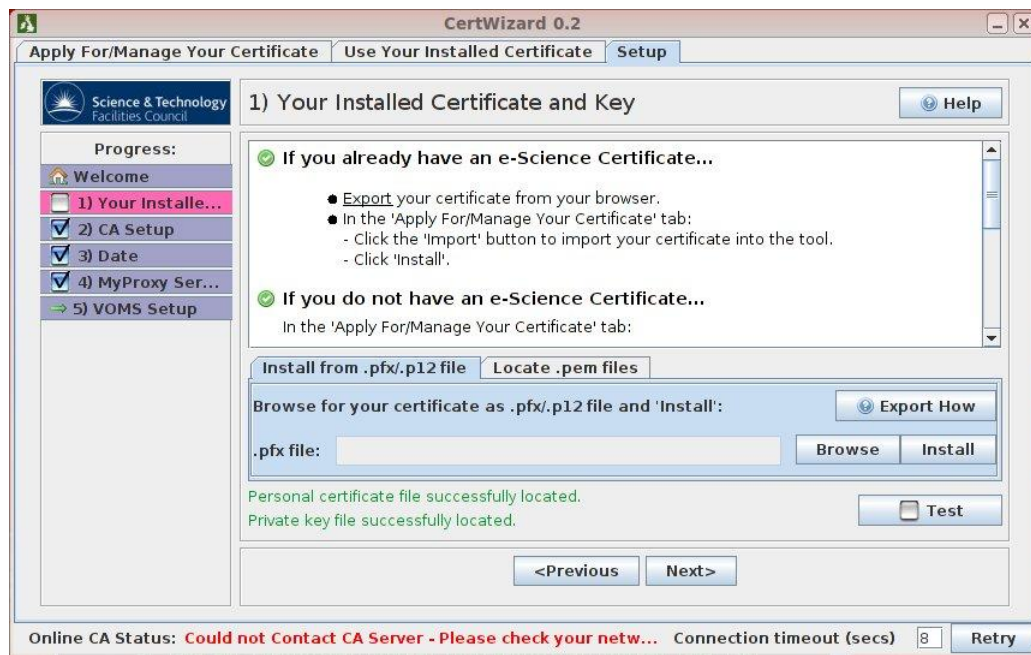 CertWizard 0.2
Apply For/Manage Your Certificate
Use Your Installed Certificate
Setup
Science & Technology
Facilities Council
1) Your Installed Certificate and Key
Help
Progress:
Welcome
1) Your Installe...
2) CA Setup
3) Date
4) MyProxy Ser...
5) VOMS Setup
If you already have an e-Science Certificate...
Export your certificate from your browser.
In the 'Apply For/Manage Your Certificate' tab:
- Click the 'Import' button to import your certificate into the tool.
- Click 'Install'.
If you do not have an e-Science Certificate...
In the 'Apply For/Manage Your Certificate' tab:
Install from .pfx/.p12 file
Locate .pem files
Browse for your certificate as .pfx/.p12 file and 'Install':
Export How
.pfx file:
Browse
Install
Personal certificate file successfully located.
Private key file successfully located.
Test
<Previous
Next>
Online CA Status: Could not Contact CA Server - Please check your netw...
Connection timeout (secs)
8
Retry